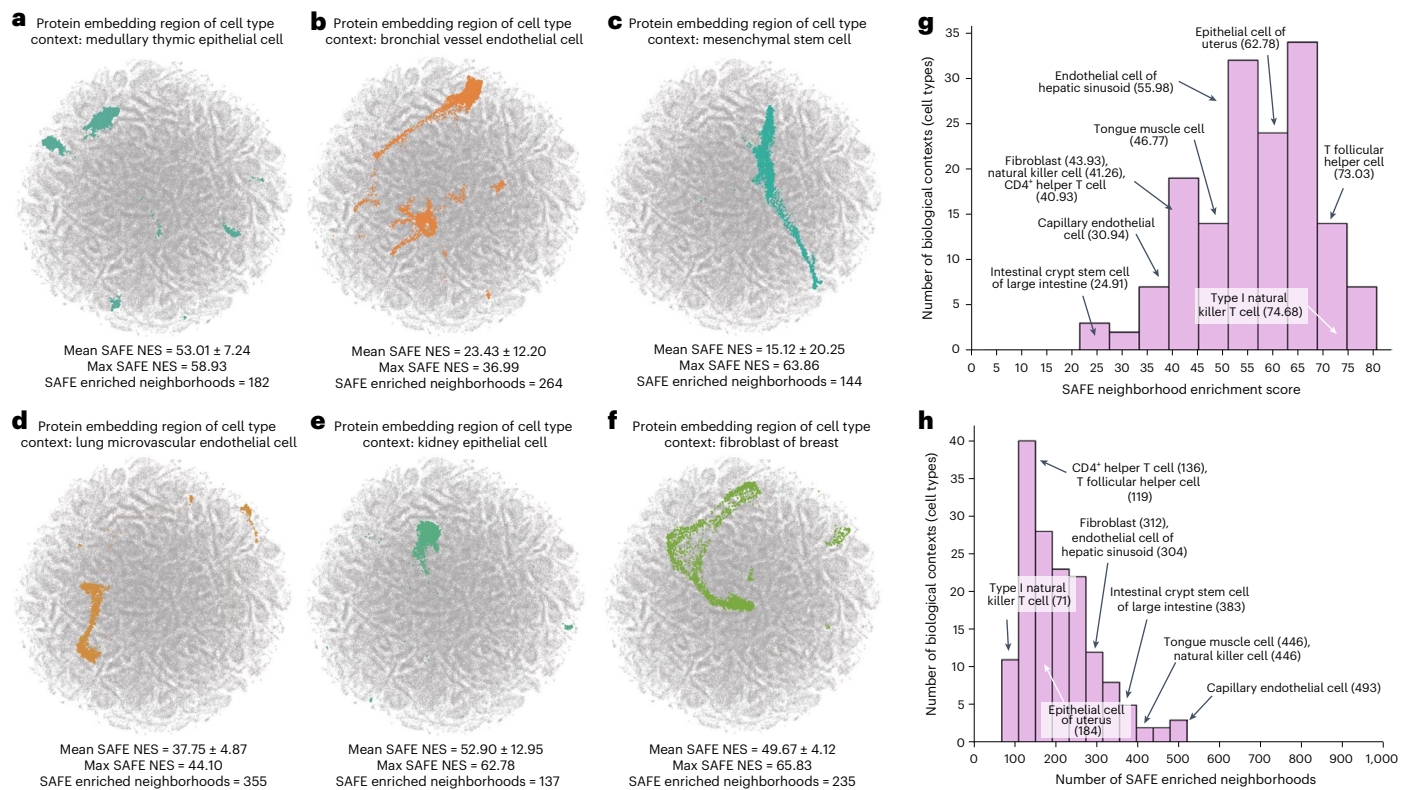 a Protein embedding region of cell type
context: medullary thymic epithelial cell
Mean SAFE NES = 53.01 ± 7.24
Max SAFE NES = 58.93
SAFE enriched neighborhoods = 182
b Protein embedding region of cell type
context: bronchial vessel endothelial cell
Mean SAFE NES = 23.43 ± 12.20
Max SAFE NES = 36.99
SAFE enriched neighborhoods = 264
c Protein embedding region of cell type
context: mesenchymal stem cell
Mean SAFE NES = 15.12 ± 20.25
Max SAFE NES = 63.86
SAFE enriched neighborhoods = 144
d Protein embedding region of cell type
context: lung microvascular endothelial cell
Mean SAFE NES = 37.75 ± 4.87
Max SAFE NES = 44.10
SAFE enriched neighborhoods = 355
e Protein embedding region of cell type
context: kidney epithelial cell
Mean SAFE NES = 52.90 ± 12.95
Max SAFE NES = 62.78
SAFE enriched neighborhoods = 137
f Protein embedding region of cell type
context: fibroblast of breast
Mean SAFE NES = 49.67 ± 4.12
Max SAFE NES = 65.83
SAFE enriched neighborhoods = 235
g
Number of biological contexts (cell types)
35
30
25
20
15
10
5
0
Epithelial cell of
uterus (62.78)
Endothelial cell of
hepatic sinusoid (55.98)
Tongue muscle cell
(46.77)
T follicular
helper cell
(73.03)
Fibroblast (43.93),
natural killer cell (41.26),
CD4⁺ helper T cell
(40.93)
Capillary endothelial
cell (30.94)
Intestinal crypt stem cell
of large intestine (24.91)
Type I natural
killer T cell (74.68)
0 5 10 15 20 25 30 35 40 45 50 55 60 65 70 75 80
SAFE neighborhood enrichment score
h
Number of biological contexts (cell types)
40
35
30
25
20
15
10
5
0
CD4⁺ helper T cell (136),
T follicular helper cell
(119)
Fibroblast (312),
endothelial cell of
hepatic sinusoid (304)
Type I natural
killer T cell (71)
Intestinal crypt stem cell
of large intestine (383)
Tongue muscle cell (446),
natural killer cell (446)
Capillary endothelial cell (493)
Epithelial cell
of uterus
(184)
0 100 200 300 400 500 600 700 800 900 1,000
Number of SAFE enriched neighborhoods